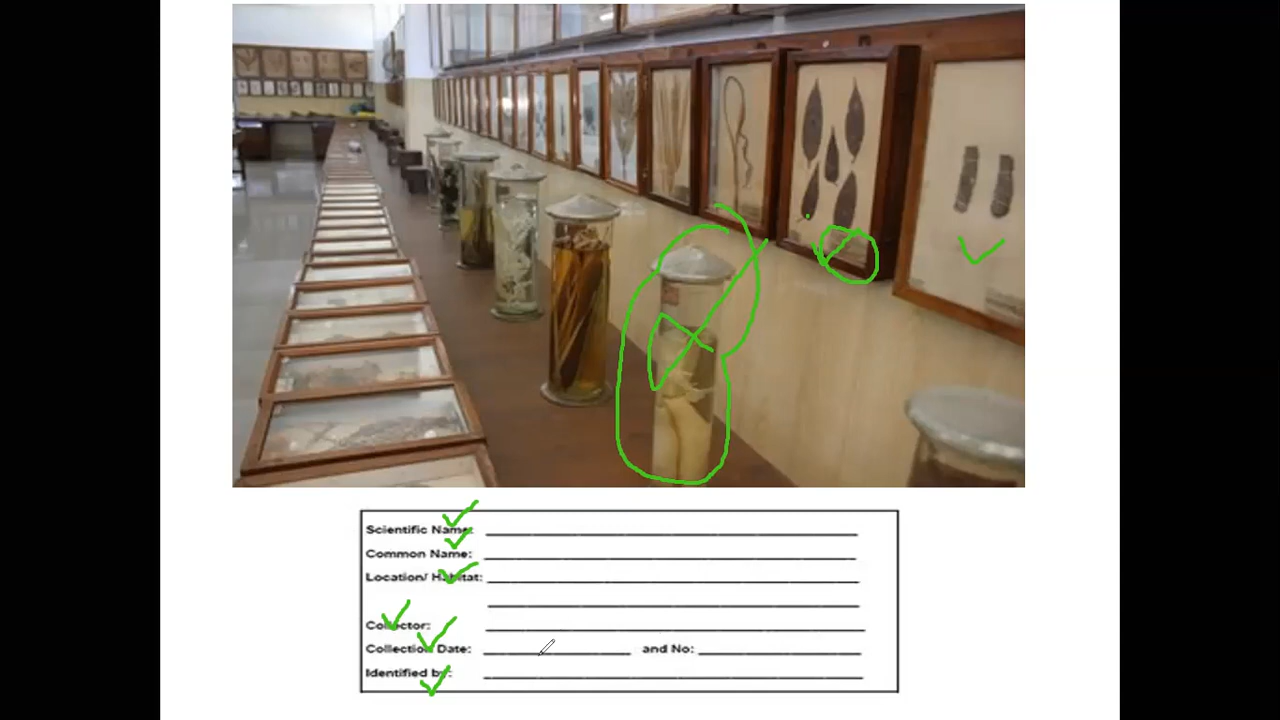 Scientific Name:
Common Name:
Location/ Habitat:
Collector:
Collection Date: and No:
Identified by: